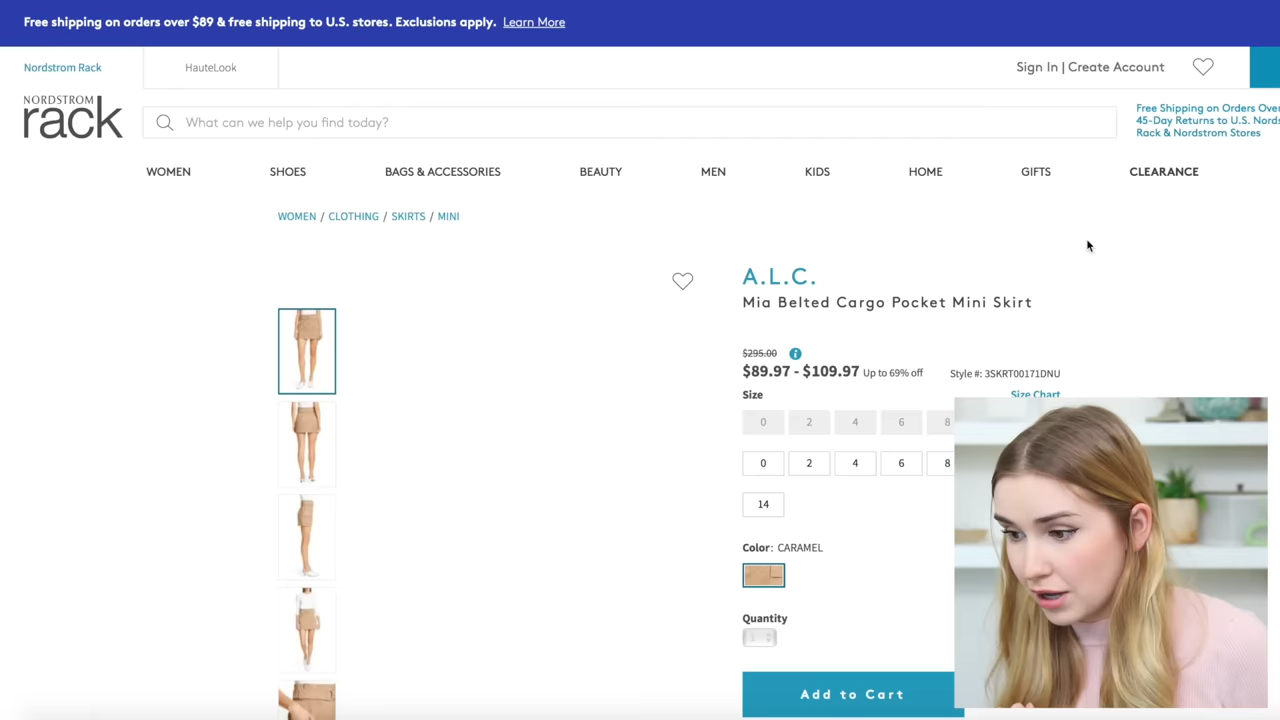 Free shipping on orders over $89 & free shipping to U.S. stores. Exclusions apply. Learn More
Nordstrom Rack
HauteLook
Sign In | Create Account
NORDSTROM
rack
What can we help you find today?
Free Shipping on Orders Over
45-Day Returns to U.S. Nords
Rack & Nordstrom Stores
WOMEN SHOES BAGS & ACCESSORIES BEAUTY MEN KIDS HOME GIFTS CLEARANCE
WOMEN / CLOTHING / SKIRTS / MINI
A.L.C.
Mia Belted Cargo Pocket Mini Skirt
$295.00 i
$89.97 - $109.97 Up to 69% off Style #: 3SKRT00171DNU
Size Size Chart
0 2 4 6 8
0 2 4 6 8
14
Color: CARAMEL
Quantity
1
Add to Cart